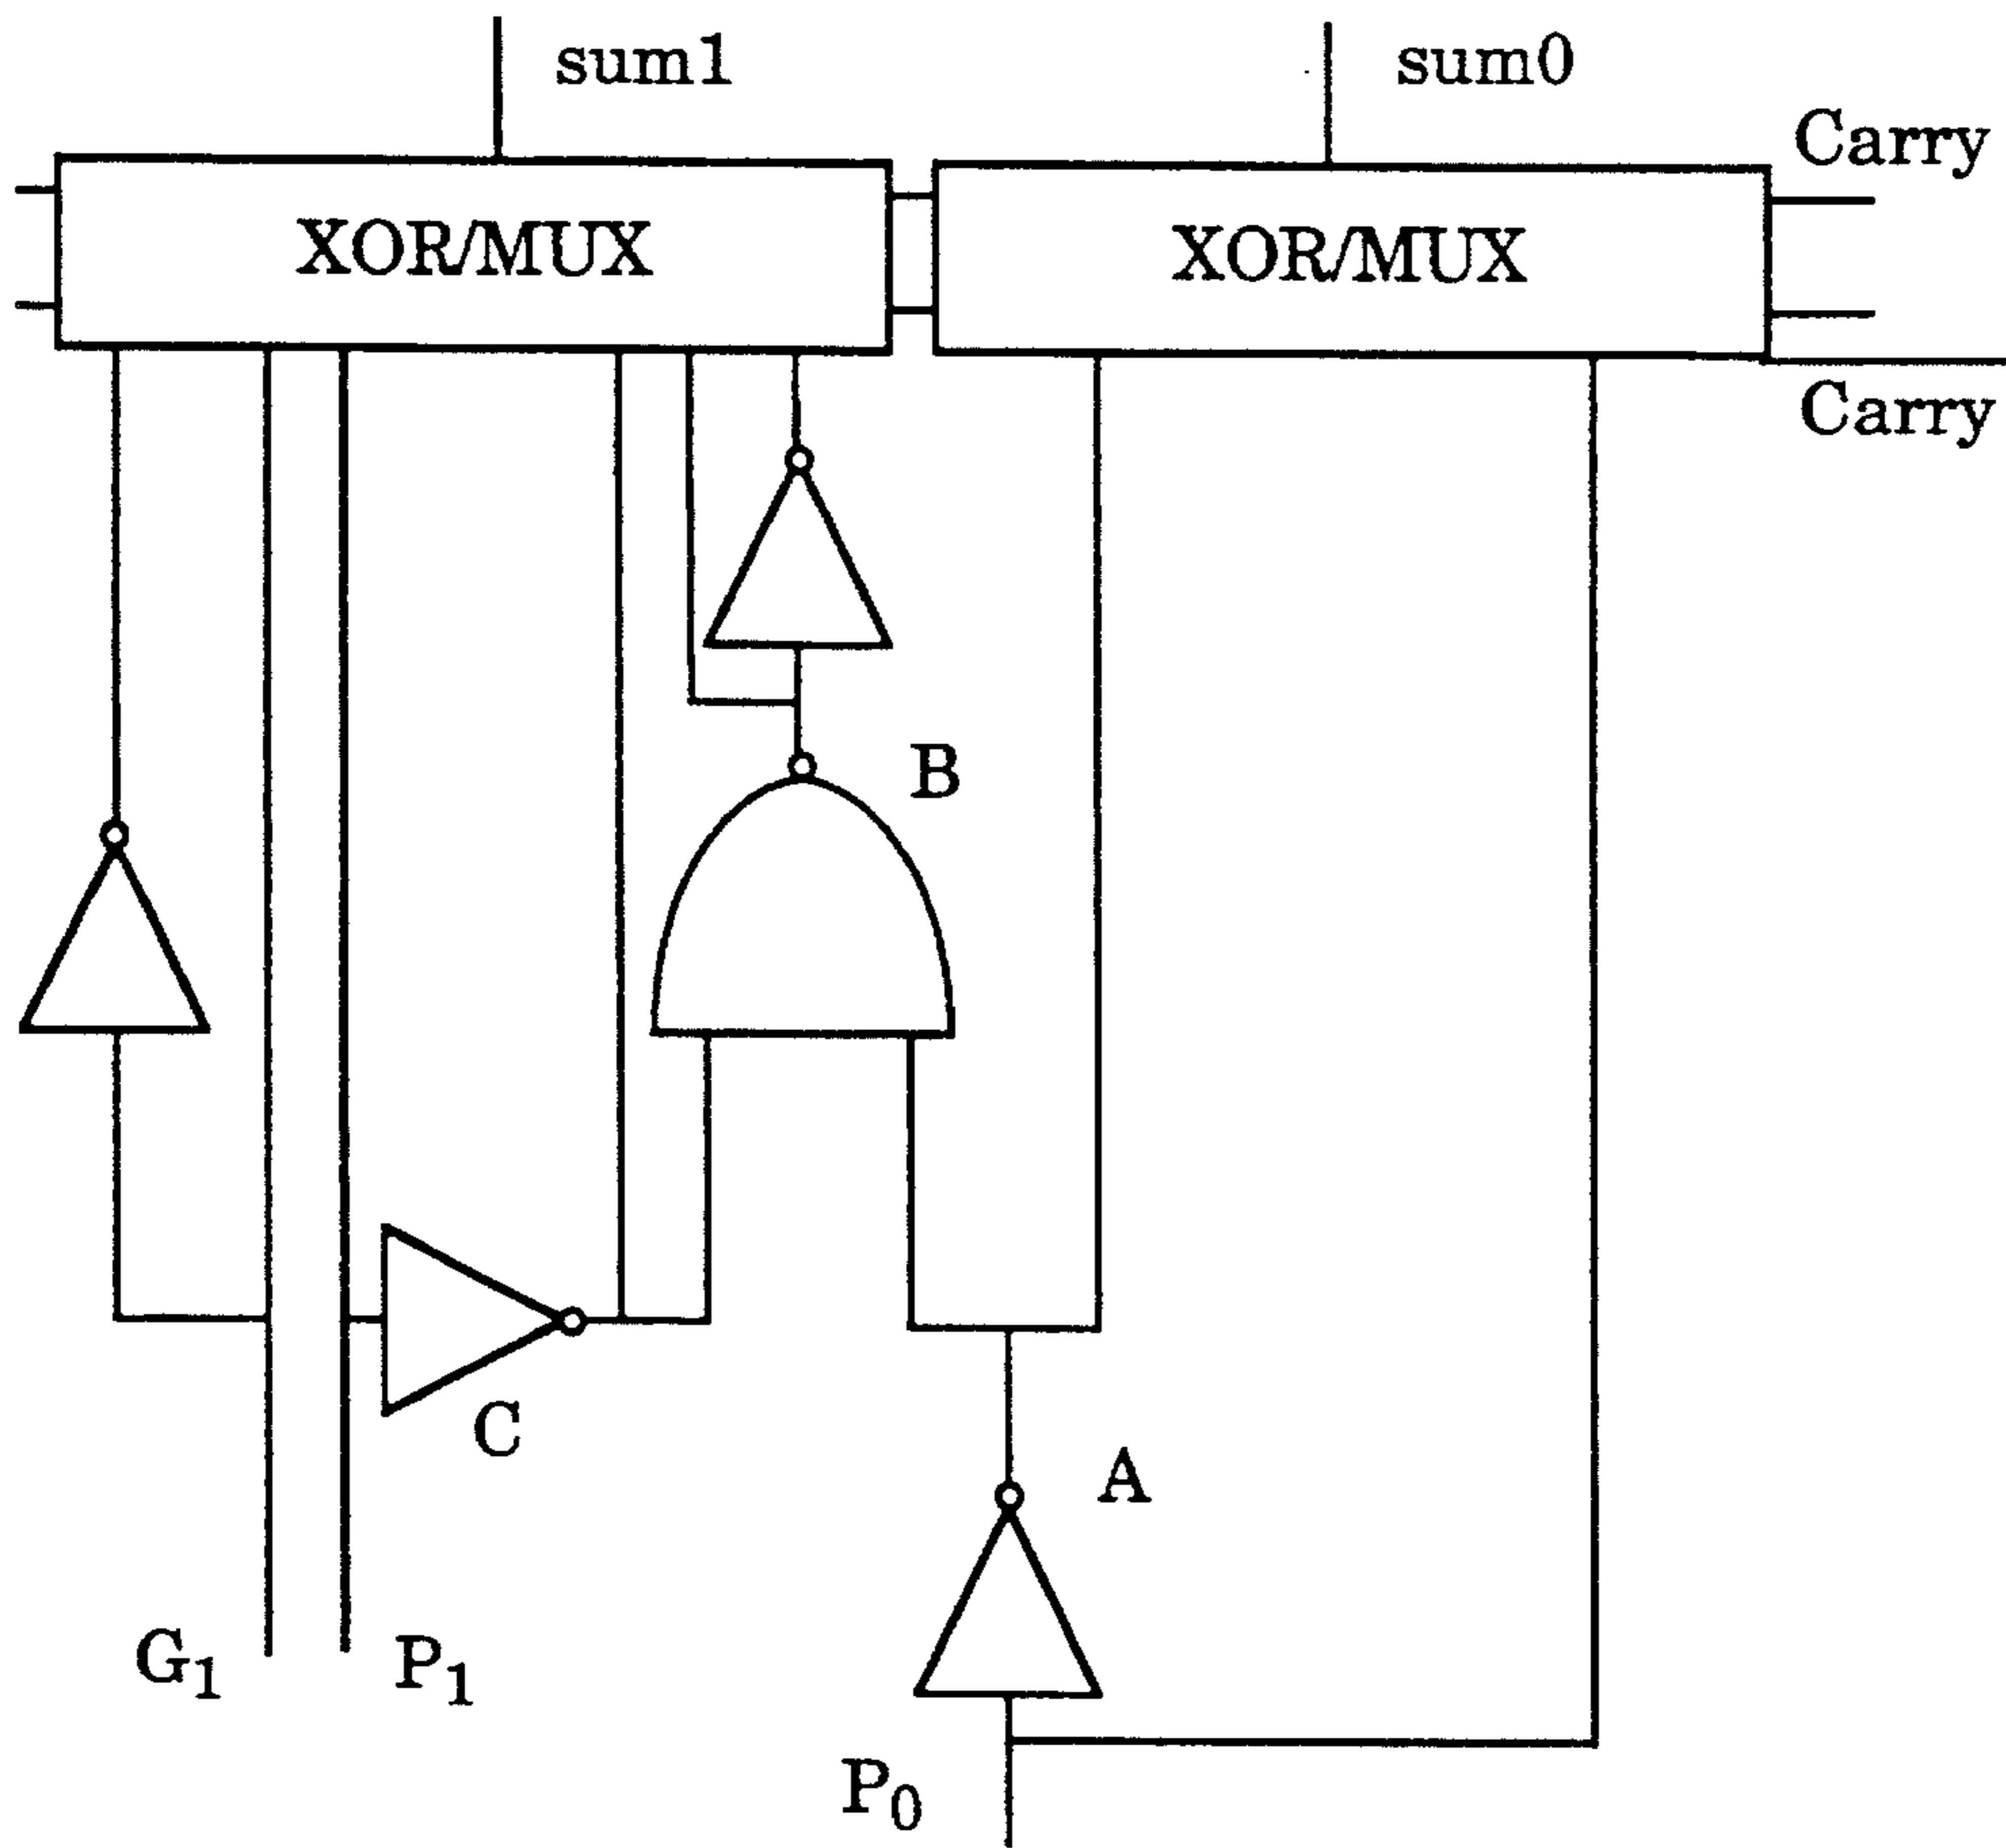 sum1
sum0
Carry
XOR/MUX
XOR/MUX
Carry
B
C
A
G₁
P₁
P₀